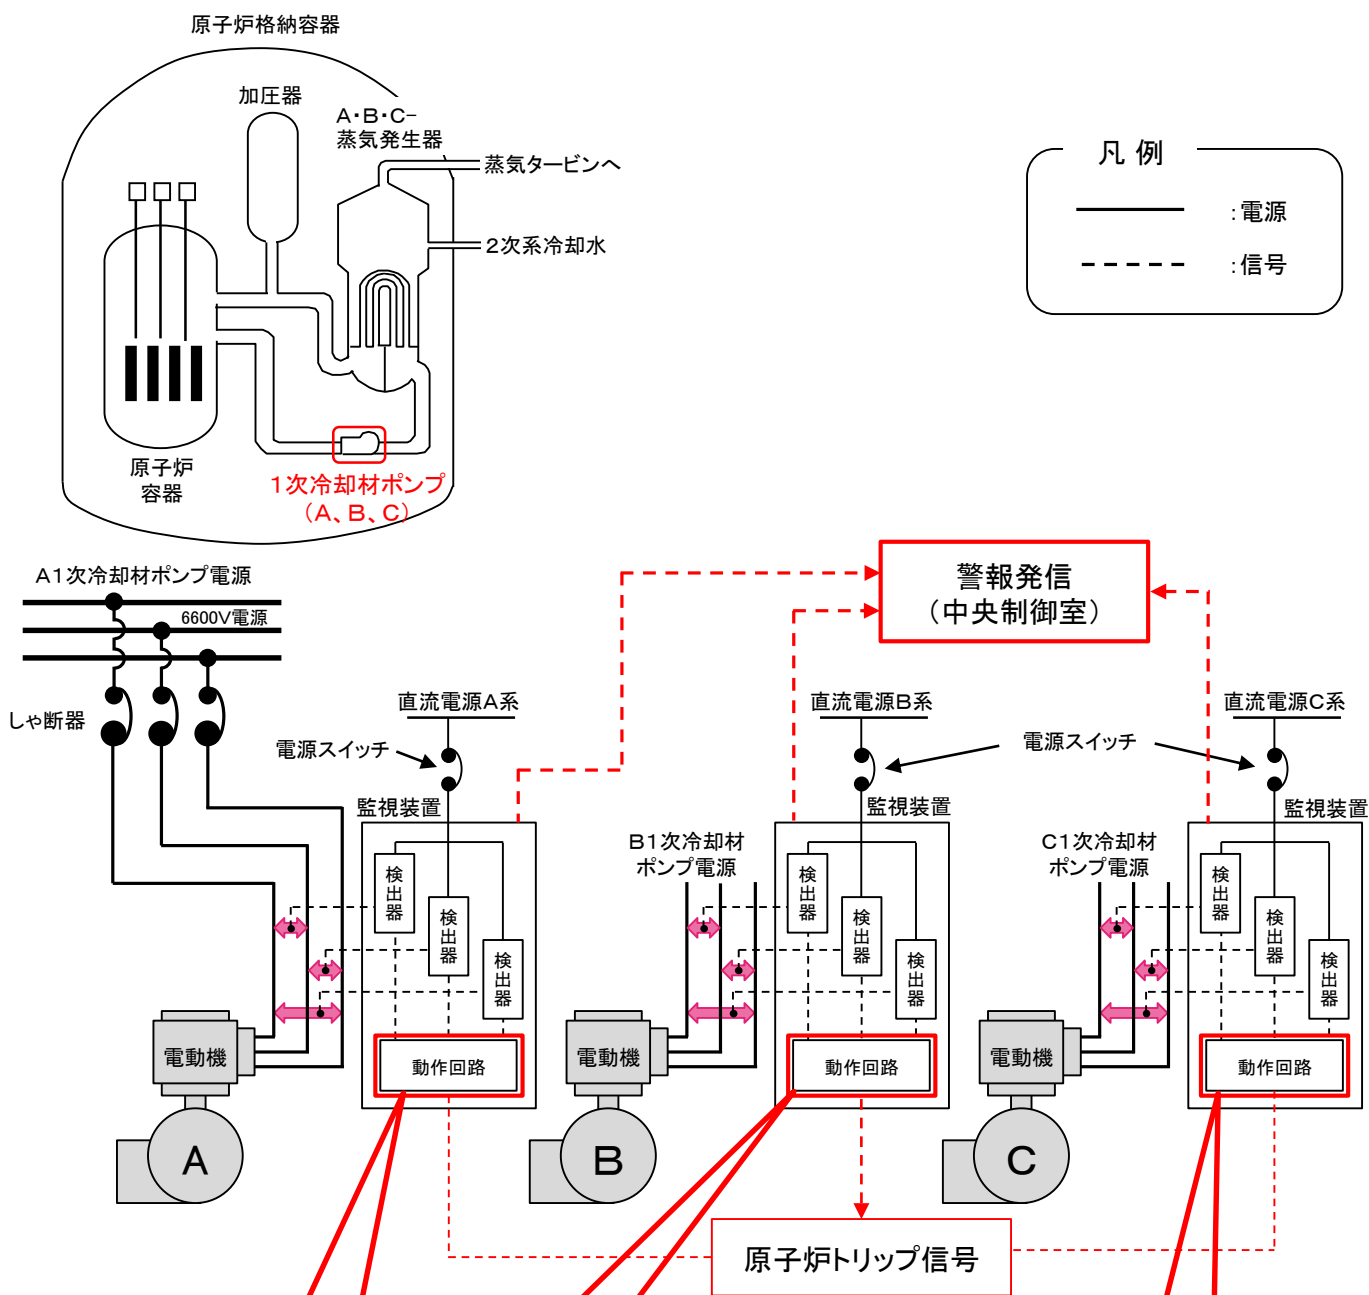 原子炉格納容器
加圧器
A・B・C-
蒸気発生器
蒸気タービンへ
2次系冷却水
原子炉
容器
1次冷却材ポンプ
(A、B、C)
凡例
:電源
:信号
A1次冷却材ポンプ電源
6600V電源
しゃ断器
警報発信
(中央制御室)
直流電源A系
直流電源B系
直流電源C系
電源スイッチ
電源スイッチ
監視装置
監視装置
監視装置
B1次冷却材
ポンプ電源
C1次冷却材
ポンプ電源
検出器
検出器
検出器
検出器
検出器
検出器
検出器
検出器
検出器
電動機
動作回路
電動機
動作回路
電動機
動作回路
A
B
C
原子炉トリップ信号